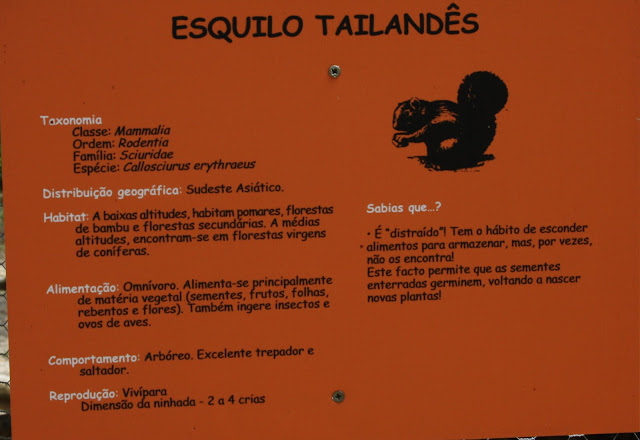 ESQUILO TAILANDÊS
Taxonomia
Classe: Mammalia
Ordem: Rodentia
Família: Sciuridae
Espécie: Callosciurus erythraeus
Distribuição geográfica: Sudeste Asiático.
Habitat: A baixas altitudes, habitam pomares, florestas
de bambu e florestas secundárias. A médias
altitudes, encontram-se em florestas virgens
de coníferas.
Alimentação: Omnívoro. Alimenta-se principalmente
de matéria vegetal (sementes, frutos, folhas,
rebentos e flores). Também ingere insectos e
ovos de aves.
Comportamento: Arbóreo. Excelente trepador e
saltador.
Reprodução: Vivípara
Dimensão da ninhada - 2 a 4 crias
Sabias que…?
• É "distraído"! Tem o hábito de esconder
• alimentos para armazenar, mas, por vezes,
não os encontra!
Este facto permite que as sementes
enterradas germinem, voltando a nascer
novas plantas!